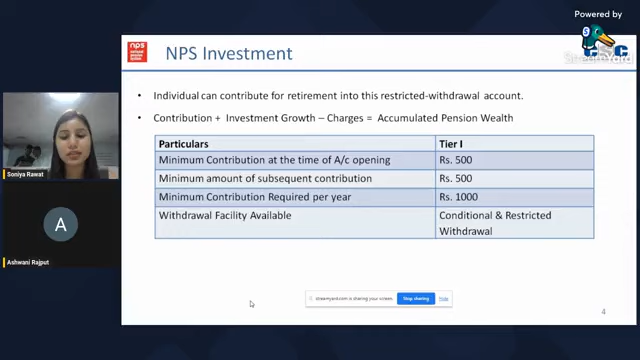 Powered by
StreamYard
nps
NPS Investment
• Individual can contribute for retirement into this restricted-withdrawal account.
• Contribution + Investment Growth – Charges = Accumulated Pension Wealth
Particulars Tier I
Minimum Contribution at the time of A/c opening Rs. 500
Minimum amount of subsequent contribution Rs. 500
Minimum Contribution Required per year Rs. 1000
Withdrawal Facility Available Conditional & Restricted
Withdrawal
Soniya Rawat
A
Ashwani Rajput
streamyard.com is sharing your screen. Stop sharing Hide
4